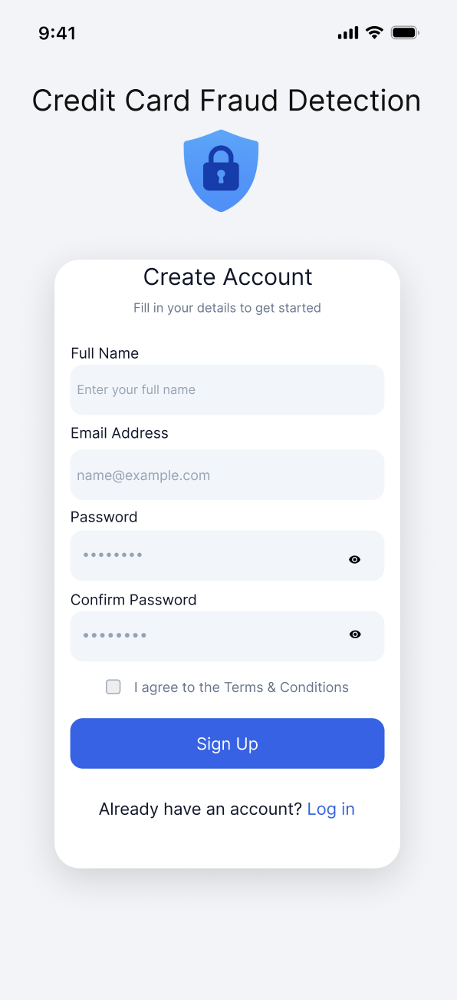 9:41
Credit Card Fraud Detection
Create Account
Fill in your details to get started
Full Name
Enter your full name
Email Address
name@example.com
Password
••••••••
Confirm Password
••••••••
I agree to the Terms & Conditions
Sign Up
Already have an account? Log in